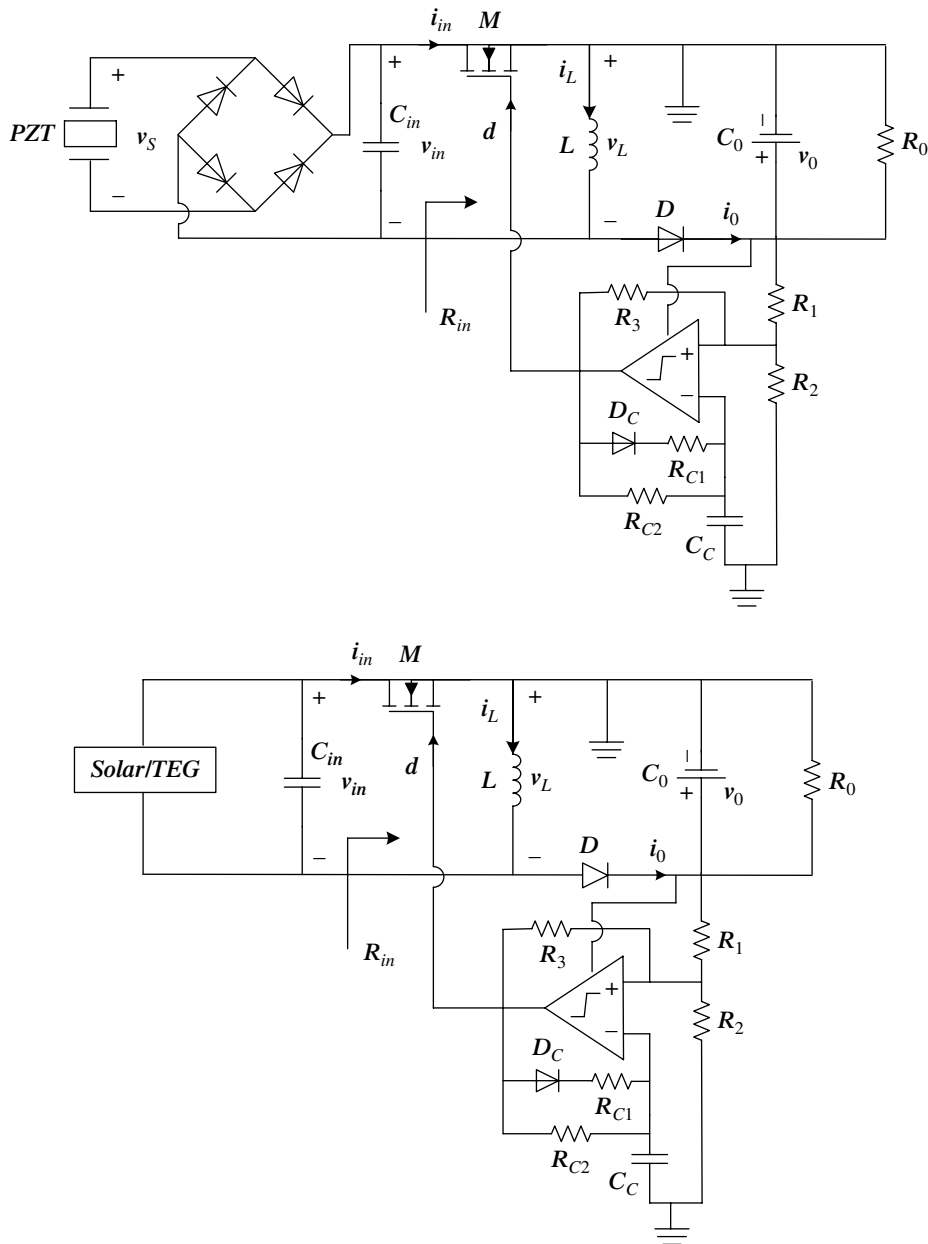 i_in M
+ + −
PZT v_S C_in v_in d i_L L v_L C_0 + v_0 R_0
− − − D i_0
R_in R_3 R_1
+
R_2
−
D_C
R_C1
R_C2
C_C
i_in M
+ + −
Solar/TEG C_in v_in d i_L L v_L C_0 + v_0 R_0
− − D i_0
R_in R_3 R_1
+
R_2
−
D_C
R_C1
R_C2
C_C